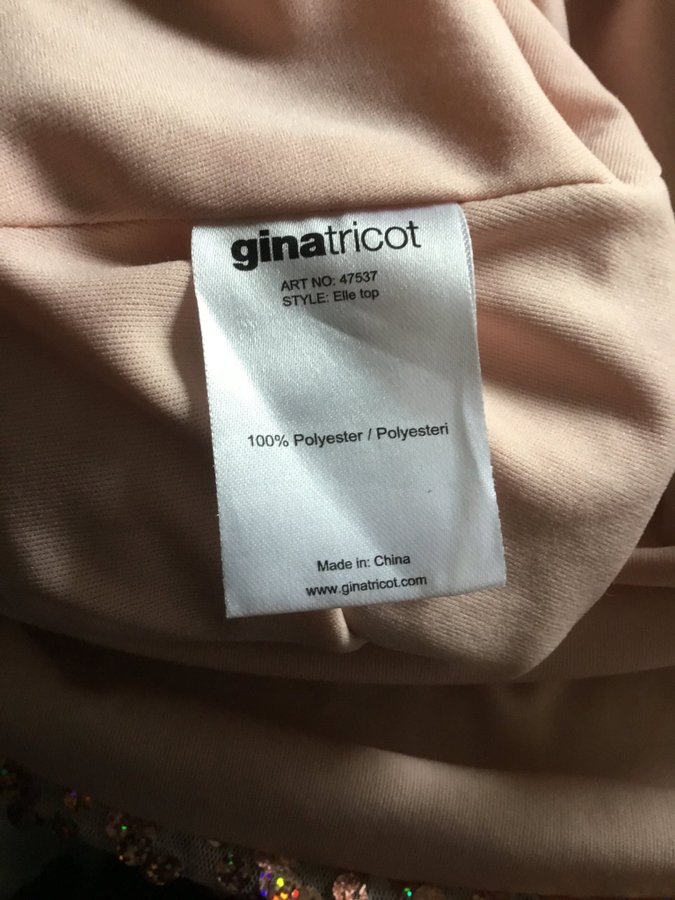 ginatricot
ART NO: 47537
STYLE: Elle top
100% Polyester / Polyesteri
Made in: China
www.ginatricot.com